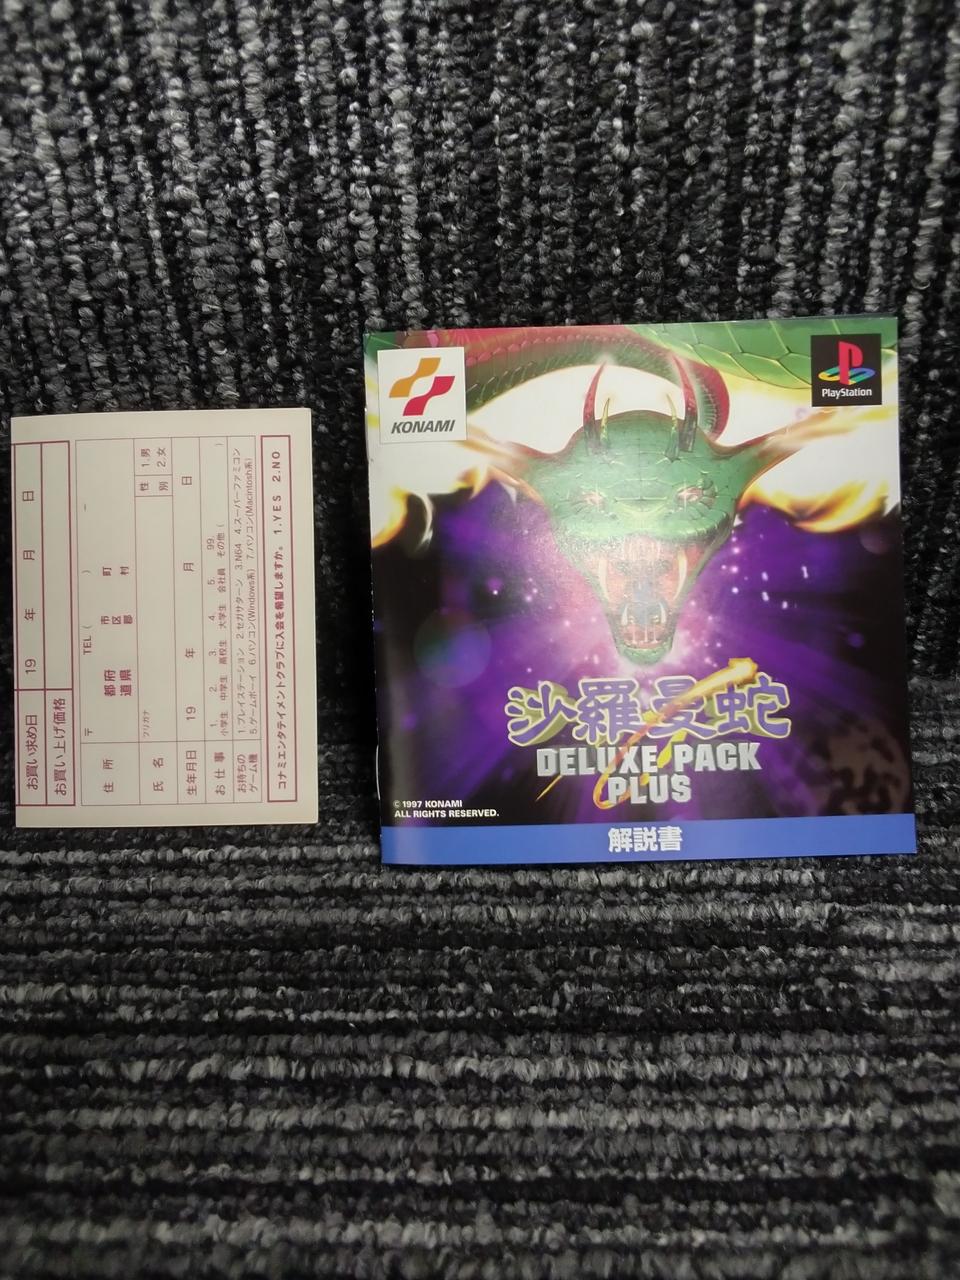 お買い求め日 19 年 月 日
お買い上げ価格
住所 〒 TEL ( ) −
都府 市 町
道県 区 村
郡
フリガナ
氏名 性別 1.男 2.女
生年月日 19 年 月 日
お仕事 1.小学生 2.中学生 3.高校生 4.大学生 5.会社員 99.その他( )
お持ちのゲーム機 1.プレイステーション 2.セガサターン 3.N64 4.スーパーファミコン
5.ゲームボーイ 6.パソコン(Windows系) 7.パソコン(Macintosh系)
コナミエンタテイメントクラブに入会を希望しますか。 1.YES 2.NO
KONAMI
PlayStation
沙羅曼蛇
DELUXE PACK
PLUS
© 1997 KONAMI
ALL RIGHTS RESERVED.
解説書